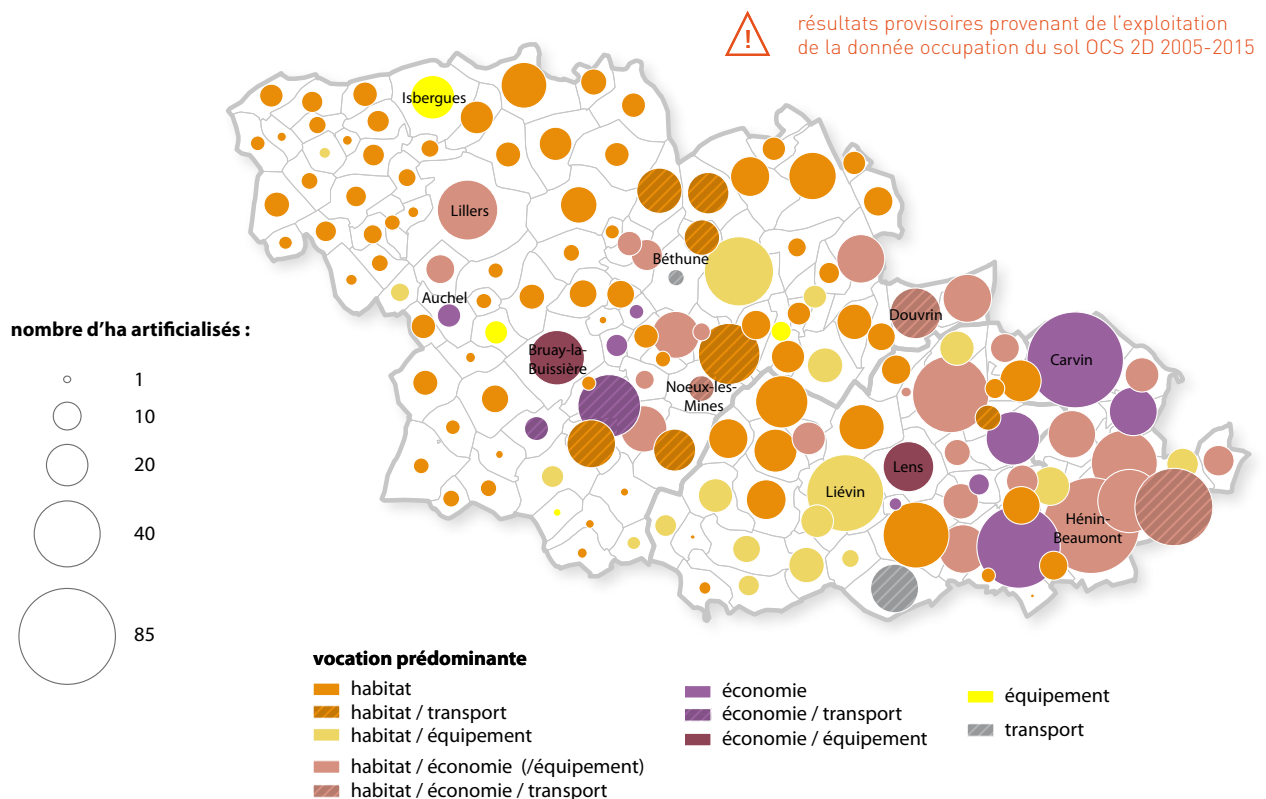 !
résultats provisoires provenant de l'exploitation
de la donnée occupation du sol OCS 2D 2005-2015
Isbergues
Lillers
Béthune
Auchel
Douvrin
nombre d'ha artificialisés :
Bruay-la-
Buissière
Carvin
1
Noeux-les-
Mines
10
20
Lens
Liévin
Hénin-
Beaumont
40
85
vocation prédominante
habitat
habitat / transport
habitat / équipement
habitat / économie (/équipement)
habitat / économie / transport
économie
économie / transport
économie / équipement
équipement
transport